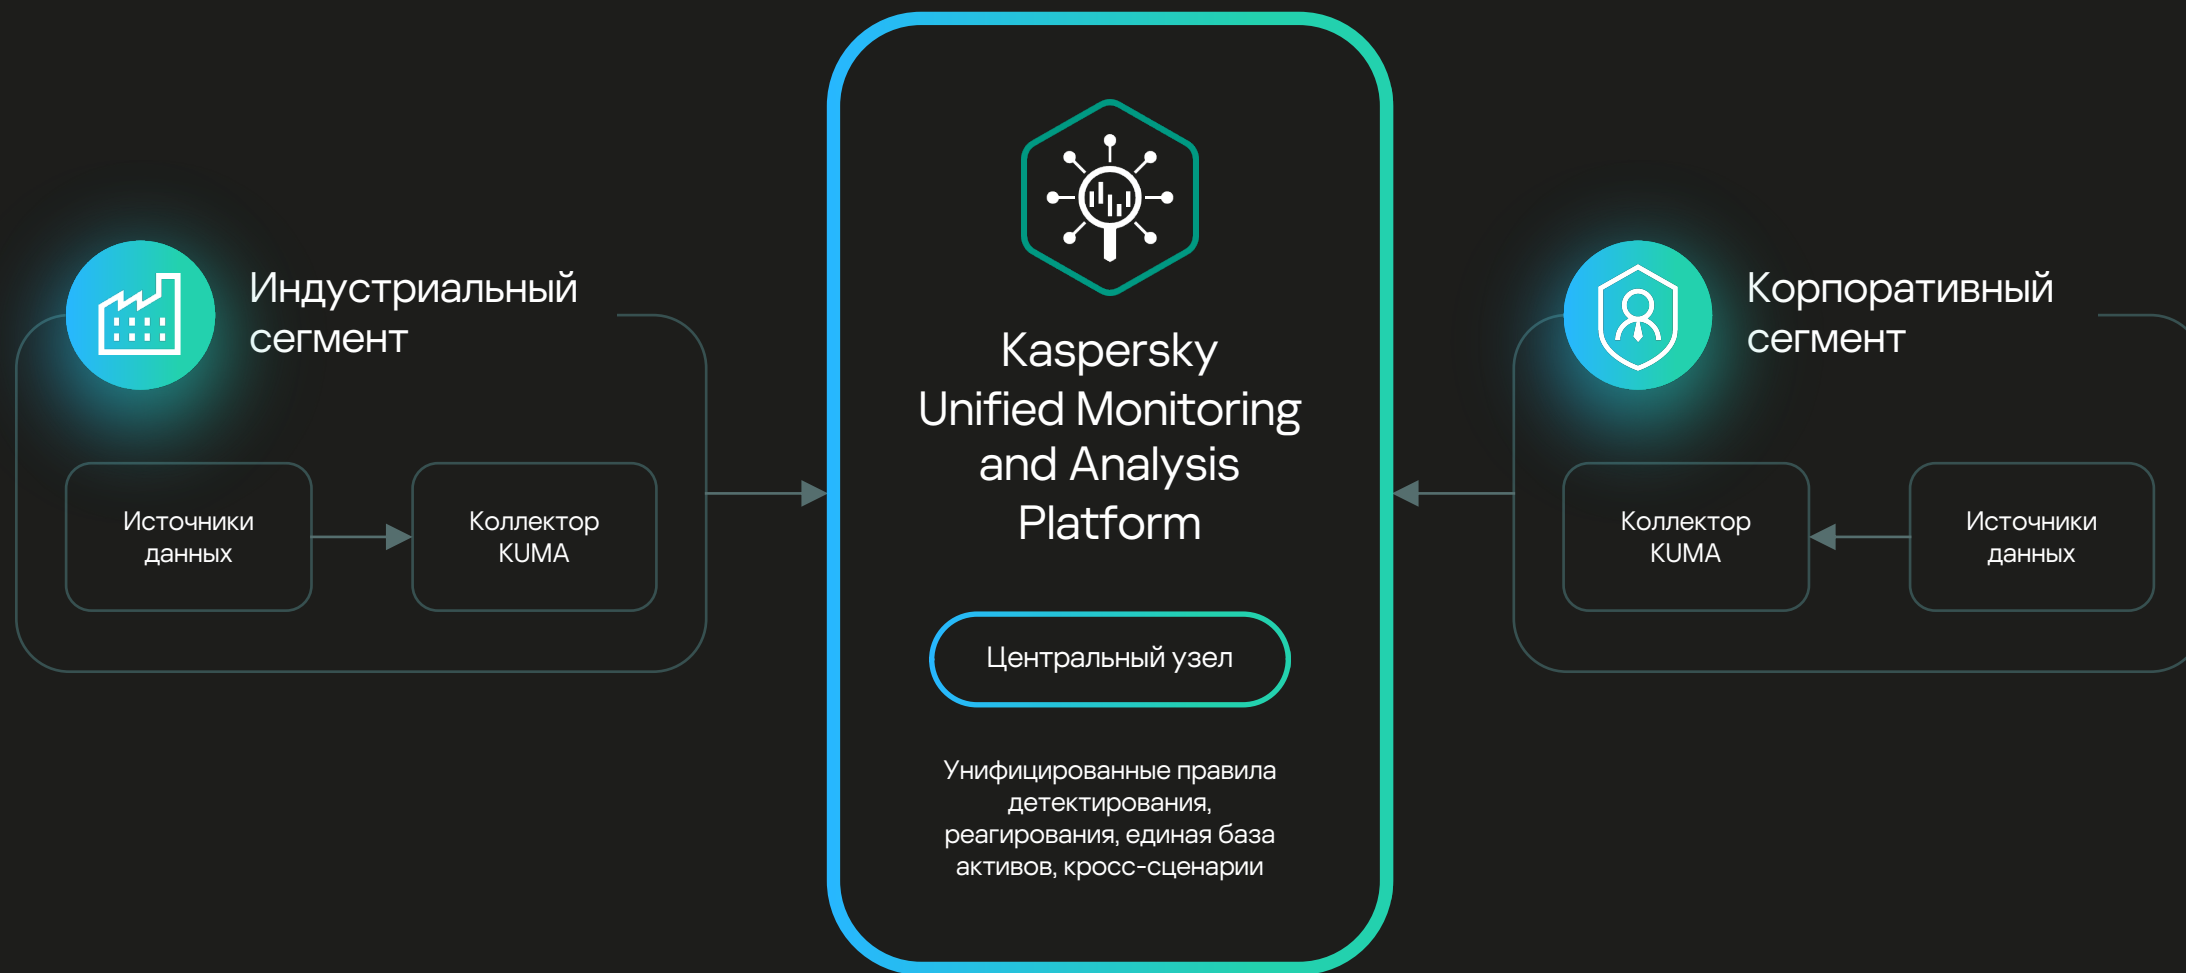 Индустриальный
сегмент
Источники
данных
Коллектор
KUMA
Kaspersky
Unified Monitoring
and Analysis
Platform
Центральный узел
Унифицированные правила
детектирования,
реагирования, единая база
активов, кросс-сценарии
Корпоративный
сегмент
Коллектор
KUMA
Источники
данных